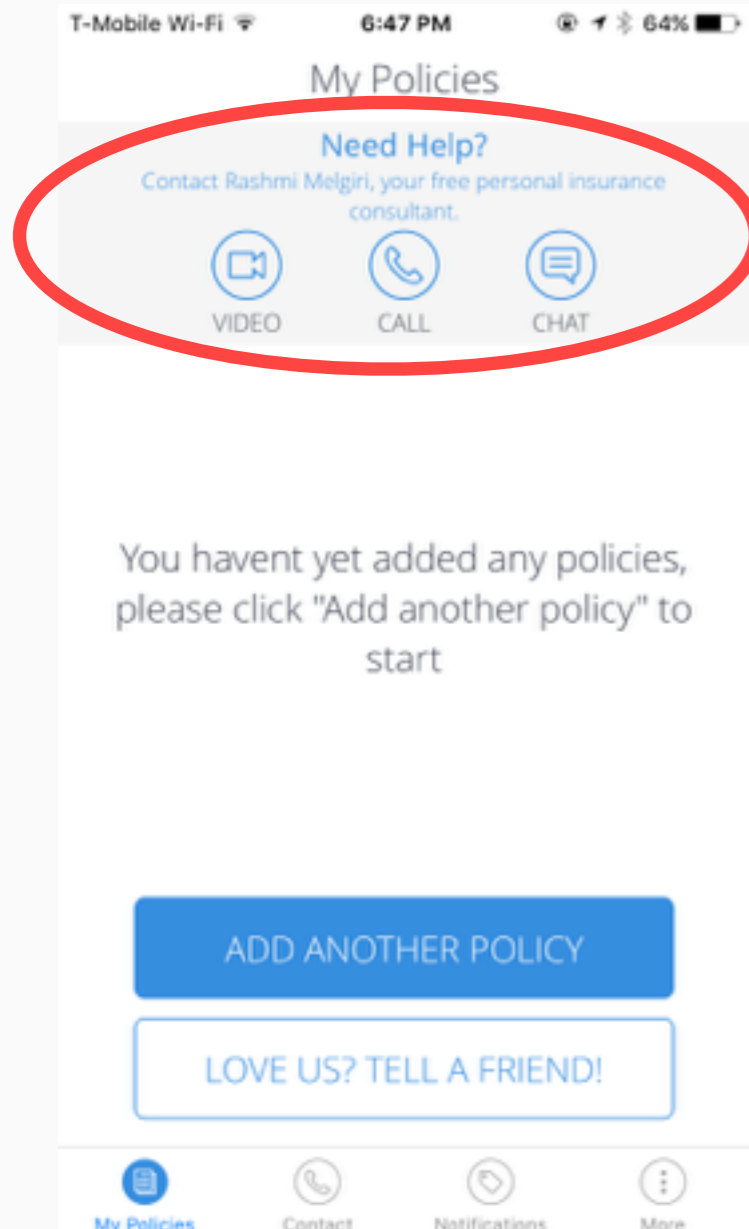 T-Mobile Wi-Fi 6:47 PM 64%
My Policies
Need Help?
Contact Rashmi Melgiri, your free personal insurance
consultant.
VIDEO CALL CHAT
You havent yet added any policies,
please click "Add another policy" to
start
ADD ANOTHER POLICY
LOVE US? TELL A FRIEND!
My Policies Contact Notifications More